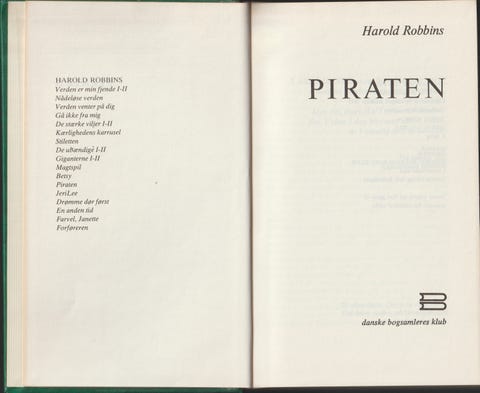 HAROLD ROBBINS
Verden er min fjende I-II
Nådeløse verden
Verden venter på dig
Gå ikke fra mig
De stærke viljer I-II
Kærlighedens karrusel
Stiletten
De ubændige I-II
Giganterne I-II
Magtspil
Betsy
Piraten
JeriLee
Drømme dør først
En anden tid
Farvel, Janette
Forføreren
Harold Robbins
PIRATEN
danske bogsamleres klub